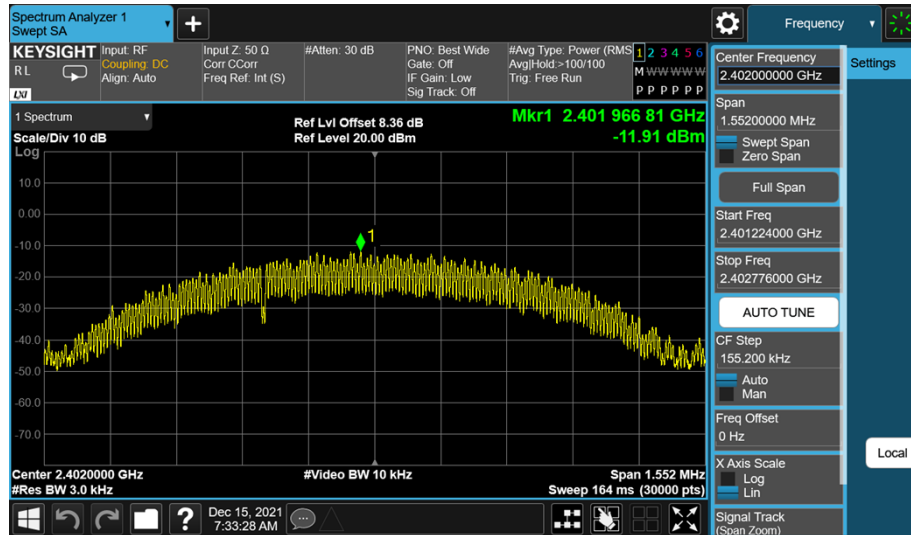 Spectrum Analyzer 1
Swept SA
Frequency
KEYSIGHT
R L
LXI
Input: RF
Coupling: DC
Align: Auto
Input Z: 50 Ω
Corr CCorr
Freq Ref: Int (S)
#Atten: 30 dB
PNO: Best Wide
Gate: Off
IF Gain: Low
Sig Track: Off
#Avg Type: Power (RMS
Avg|Hold:>100/100
Trig: Free Run
1 2 3 4 5 6
M W W W W W
P P P P P P
1 Spectrum
Scale/Div 10 dB
Log
Ref Lvl Offset 8.36 dB
Ref Level 20.00 dBm
Mkr1 2.401 966 81 GHz
-11.91 dBm
10.0
0.00
-10.0
-20.0
-30.0
-40.0
-50.0
-60.0
-70.0
1
Center 2.4020000 GHz
#Res BW 3.0 kHz
#Video BW 10 kHz
Span 1.552 MHz
Sweep 164 ms (30000 pts)
Dec 15, 2021
7:33:28 AM
Center Frequency
2.402000000 GHz
Span
1.55200000 MHz
Swept Span
Zero Span
Full Span
Start Freq
2.401224000 GHz
Stop Freq
2.402776000 GHz
AUTO TUNE
CF Step
155.200 kHz
Auto
Man
Freq Offset
0 Hz
X Axis Scale
Log
Lin
Signal Track
(Span Zoom)
Settings
Local